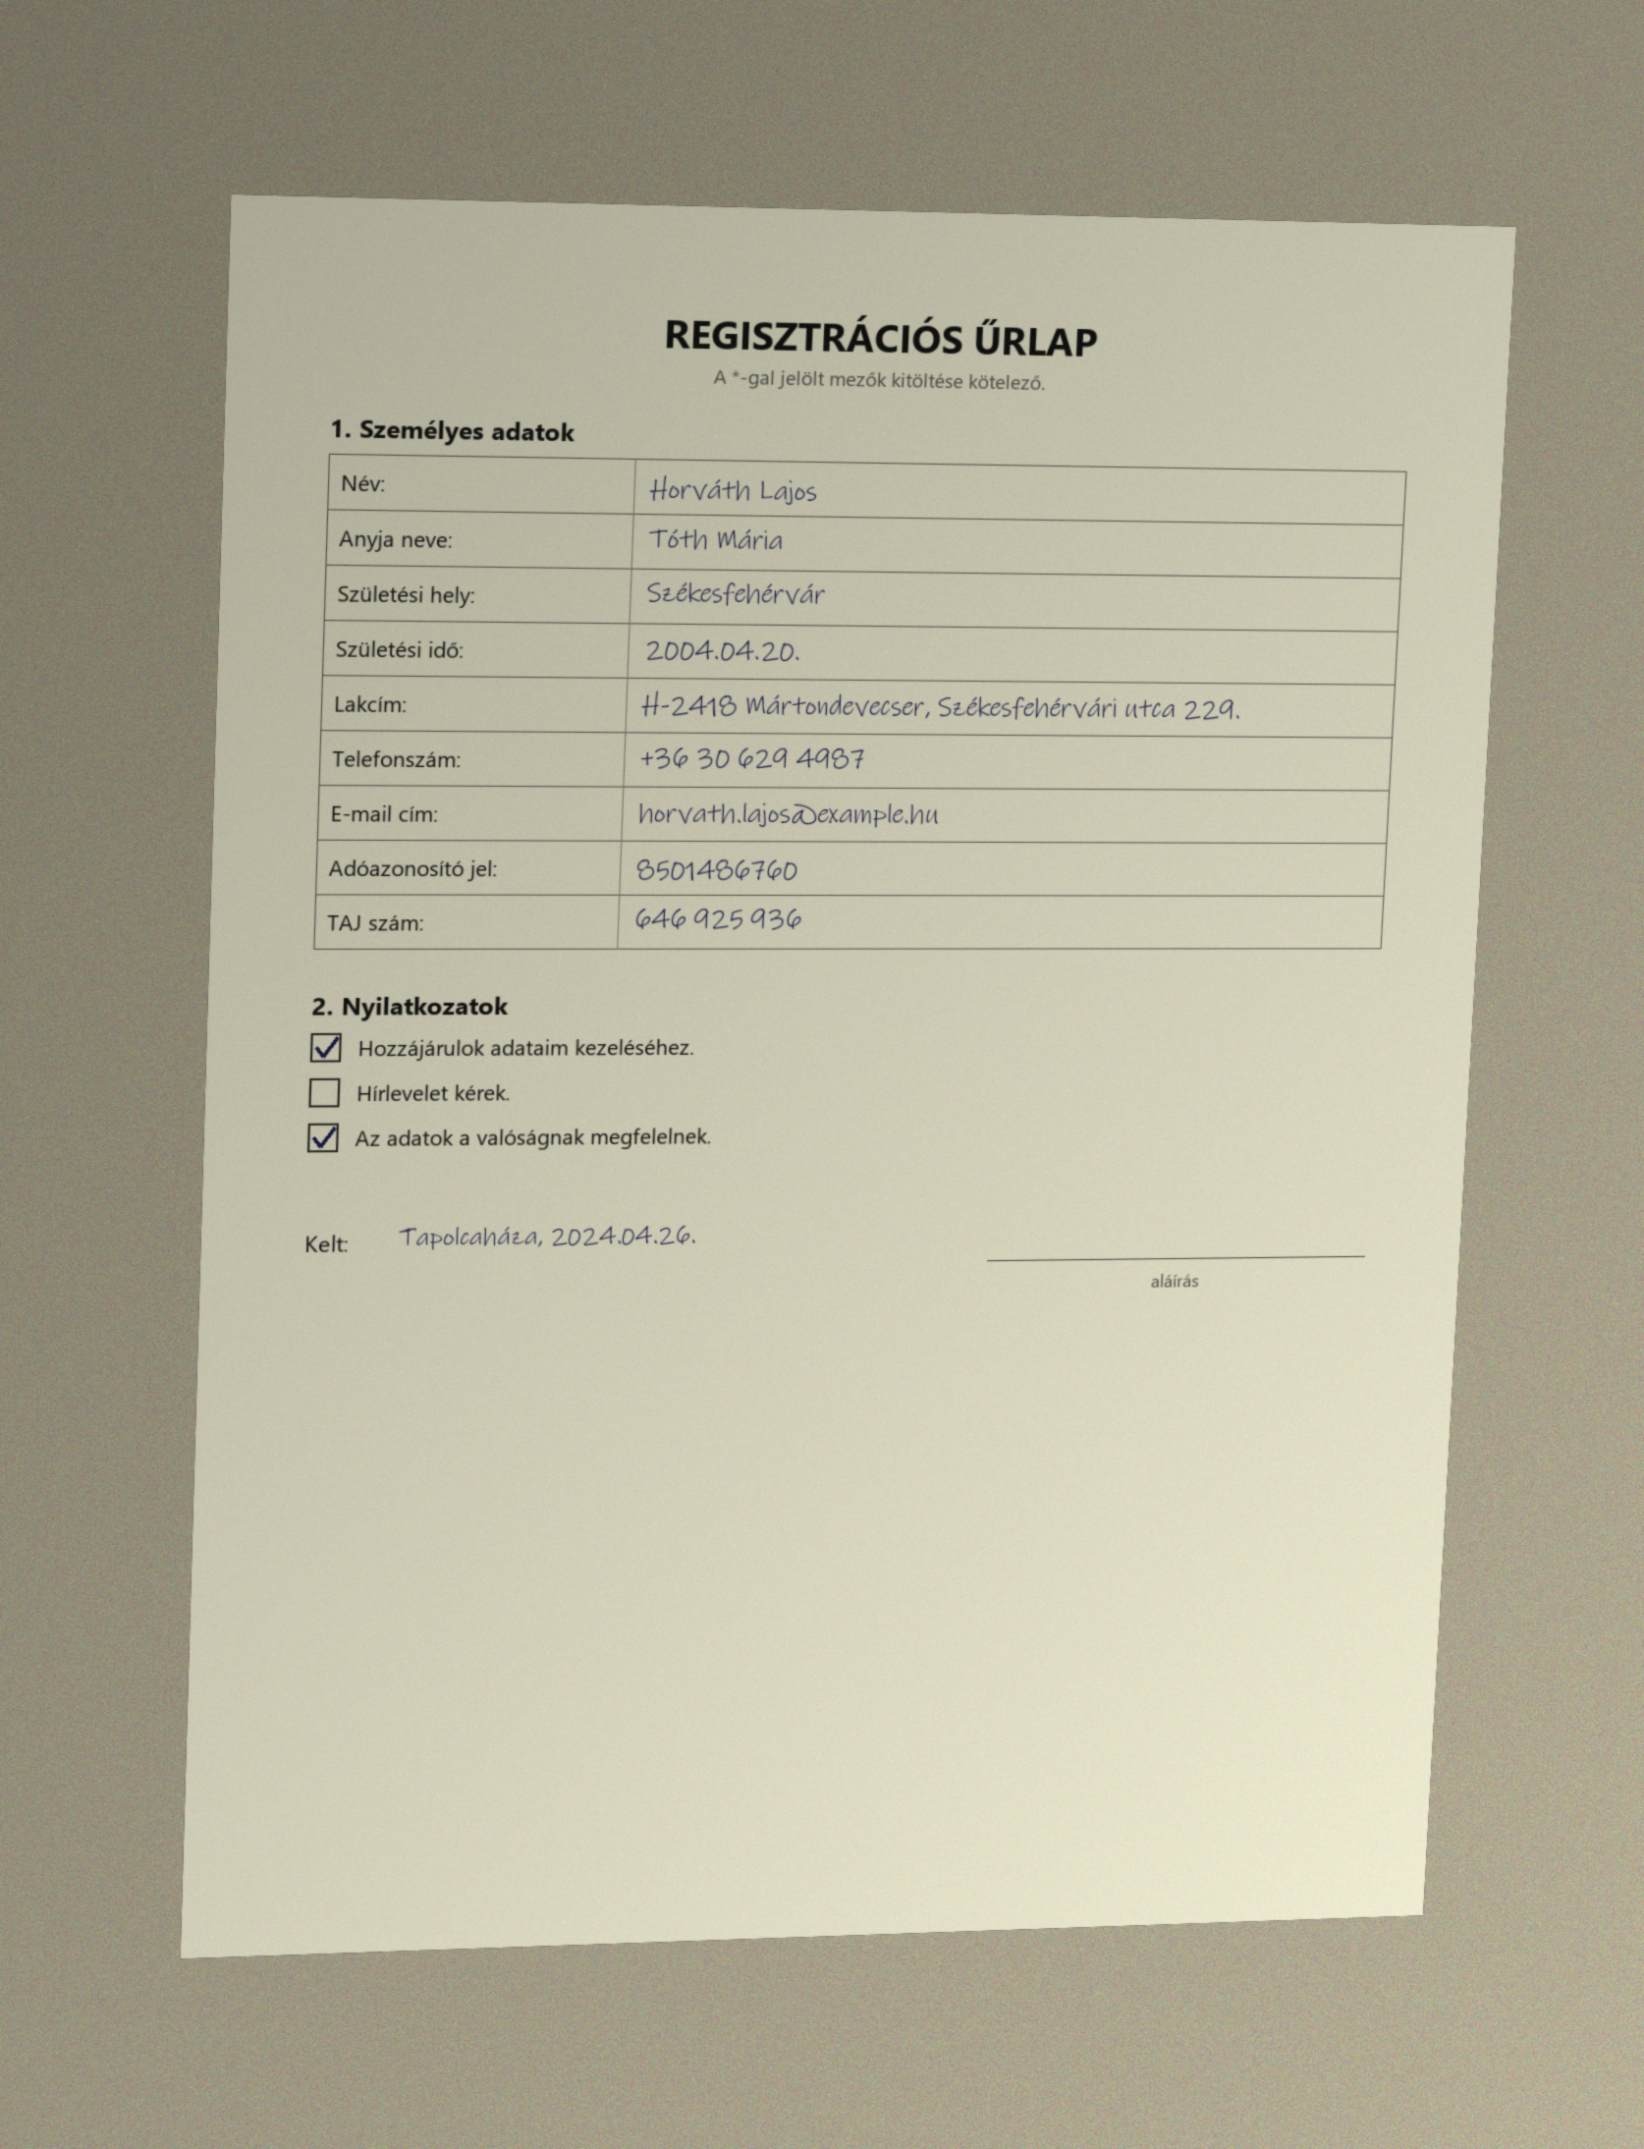 REGISZTRÁCIÓS ŰRLAP
A *-gal jelölt mezők kitöltése kötelező.
1. Személyes adatok
Név: Horváth Lajos
Anyja neve: Tóth Mária
Születési hely: Székesfehérvár
Születési idő: 2004.04.20.
Lakcím: H-2418 Mártondevecser, Székesfehérvári utca 229.
Telefonszám: +36 30 629 4987
E-mail cím: horvath.lajos@example.hu
Adóazonosító jel: 8501486760
TAJ szám: 646 925 936
2. Nyilatkozatok
Hozzájárulok adataim kezeléséhez.
Hírlevelet kérek.
Az adatok a valóságnak megfelelnek.
Kelt: Tapolcaháza, 2024.04.26.
aláírás